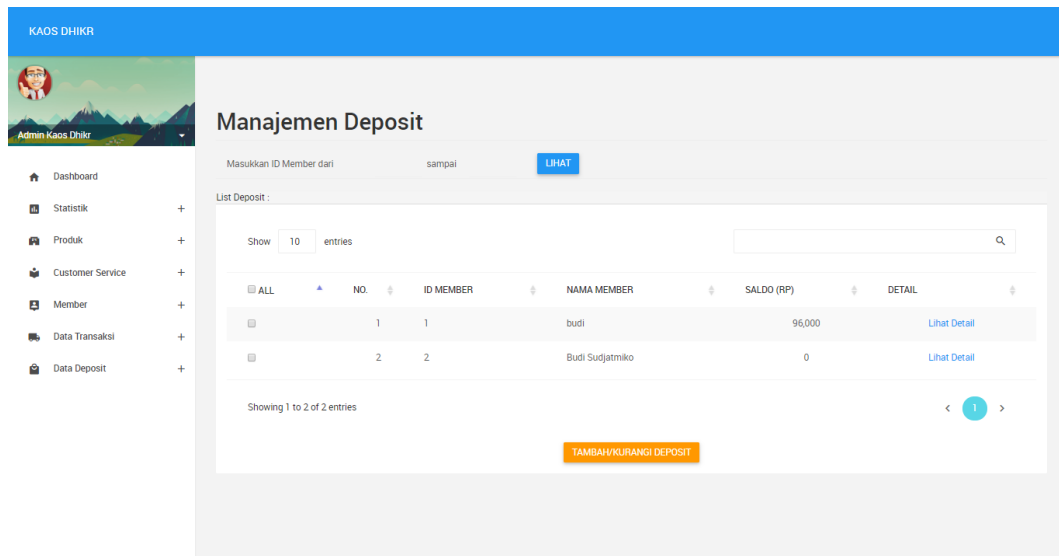 KAOS DHIKR
Admin Kaos Dhikr
Dashboard
Statistik +
Produk +
Customer Service +
Member +
Data Transaksi +
Data Deposit +
Manajemen Deposit
Masukkan ID Member dari sampai LIHAT
List Deposit :
Show 10 entries
ALL NO. ID MEMBER NAMA MEMBER SALDO (RP) DETAIL
1 1 budi 96,000 Lihat Detail
2 2 Budi Sudjatmiko 0 Lihat Detail
Showing 1 to 2 of 2 entries
‹ 1 ›
TAMBAH/KURANGI DEPOSIT